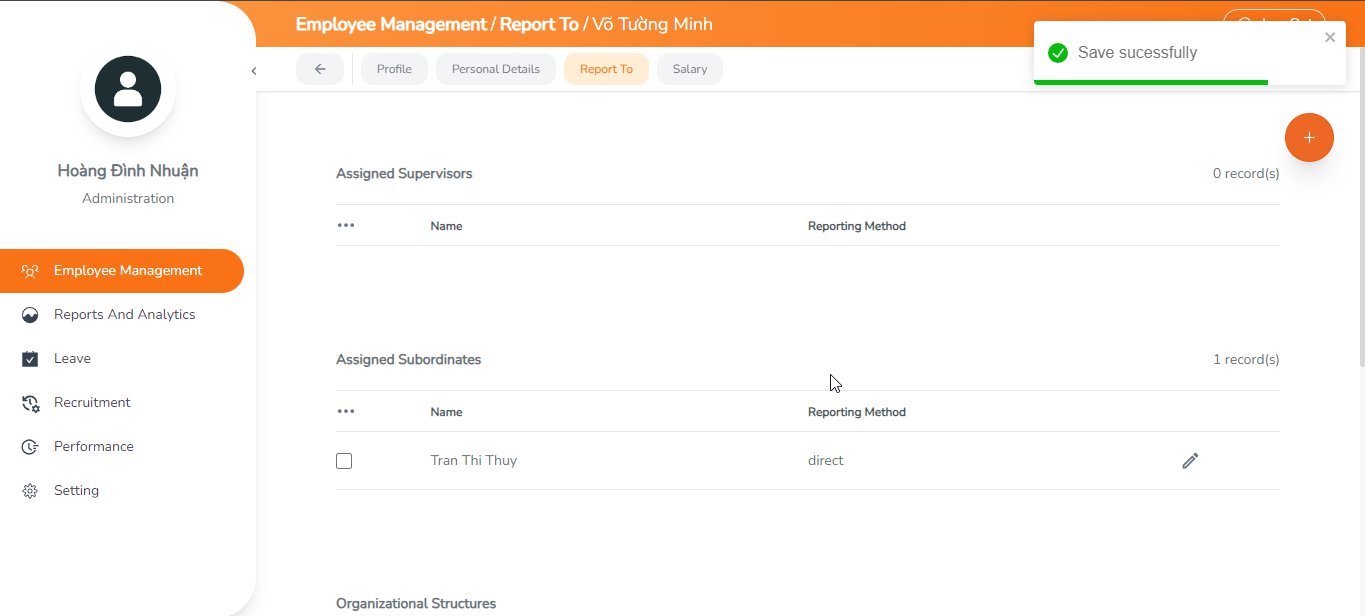 Employee Management / Report To / Võ Tường Minh
Save sucessfully
Profile
Personal Details
Report To
Salary
Hoàng Đình Nhuận
Administration
Employee Management
Reports And Analytics
Leave
Recruitment
Performance
Setting
Assigned Supervisors
0 record(s)
Name
Reporting Method
Assigned Subordinates
1 record(s)
Name
Reporting Method
Tran Thi Thuy
direct
Organizational Structures